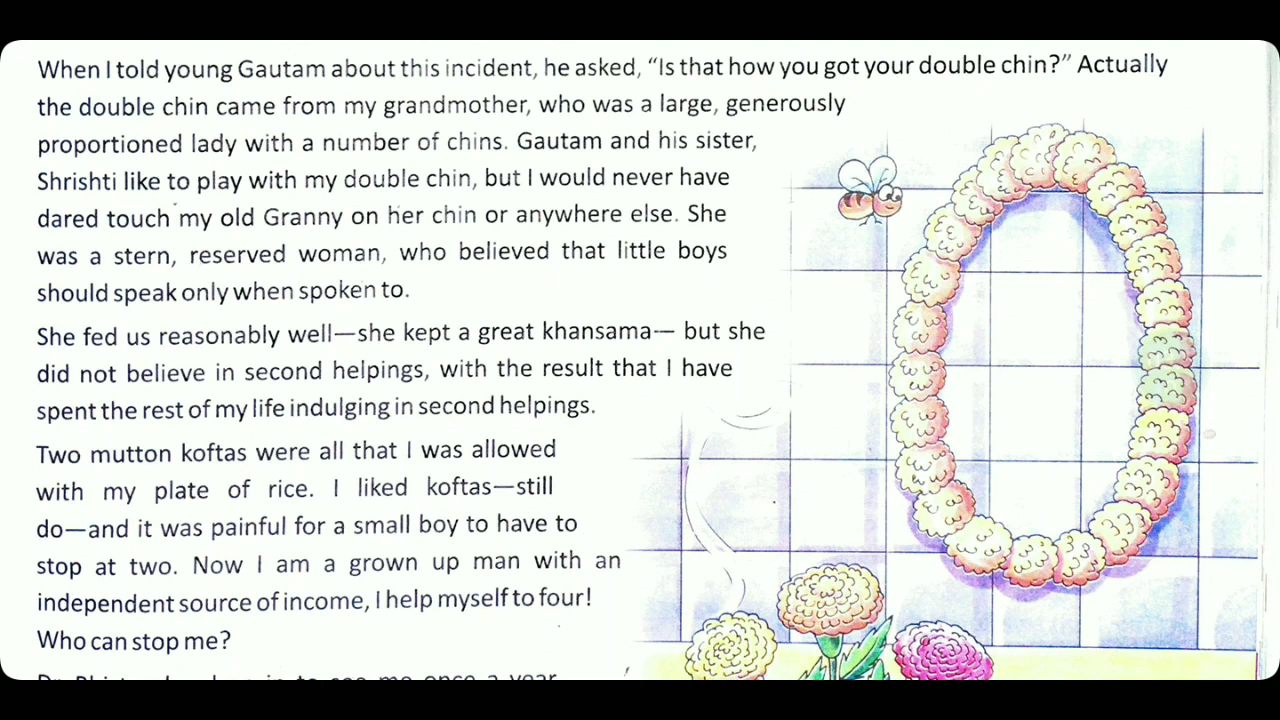 When I told young Gautam about this incident, he asked, “Is that how you got your double chin?” Actually
the double chin came from my grandmother, who was a large, generously
proportioned lady with a number of chins. Gautam and his sister,
Shrishti like to play with my double chin, but I would never have
dared touch my old Granny on her chin or anywhere else. She
was a stern, reserved woman, who believed that little boys
should speak only when spoken to.
She fed us reasonably well—she kept a great khansama— but she
did not believe in second helpings, with the result that I have
spent the rest of my life indulging in second helpings.
Two mutton koftas were all that I was allowed
with my plate of rice. I liked koftas—still
do—and it was painful for a small boy to have to
stop at two. Now I am a grown up man with an
independent source of income, I help myself to four!
Who can stop me?
once a year